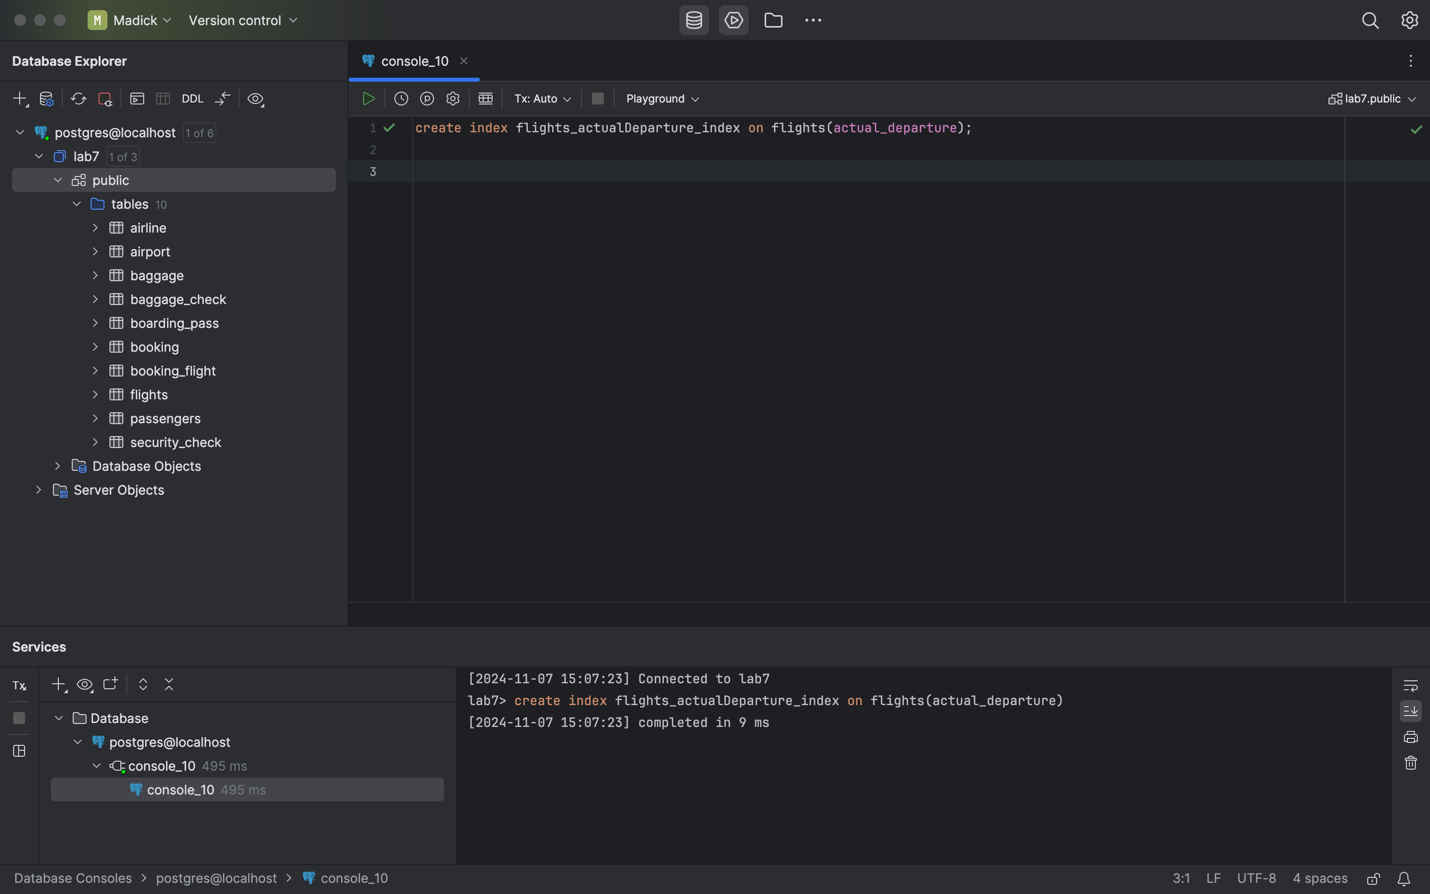 M Madick Version control
Database Explorer
console_10
DDL
Tx: Auto Playground lab7.public
postgres@localhost 1 of 6
lab7 1 of 3
public
tables 10
airline
airport
baggage
baggage_check
boarding_pass
booking
booking_flight
flights
passengers
security_check
Database Objects
Server Objects
1 create index flights_actualDeparture_index on flights(actual_departure);
2
3
Services
Tx
Database
postgres@localhost
console_10 495 ms
console_10 495 ms
[2024-11-07 15:07:23] Connected to lab7
lab7> create index flights_actualDeparture_index on flights(actual_departure)
[2024-11-07 15:07:23] completed in 9 ms
Database Consoles > postgres@localhost > console_10
3:1 LF UTF-8 4 spaces